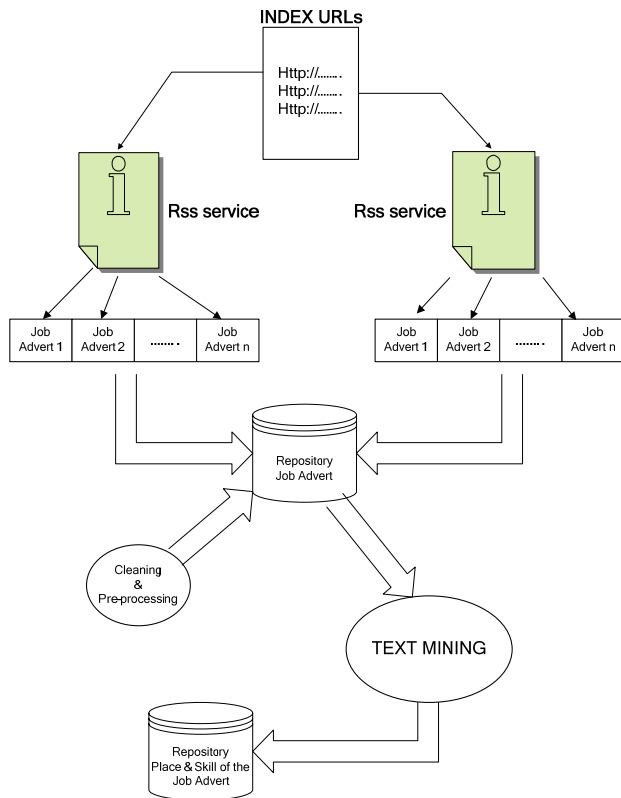 INDEX URLs
Http://........
Http://........
Http://........
Rss service
Rss service
Job
Advert 1
Job
Advert 2
........
Job
Advert n
Job
Advert 1
Job
Advert 2
........
Job
Advert n
Repository
Job Advert
Cleaning
&
Pre-processing
TEXT MINING
Repository
Place & Skill of the
Job Advert